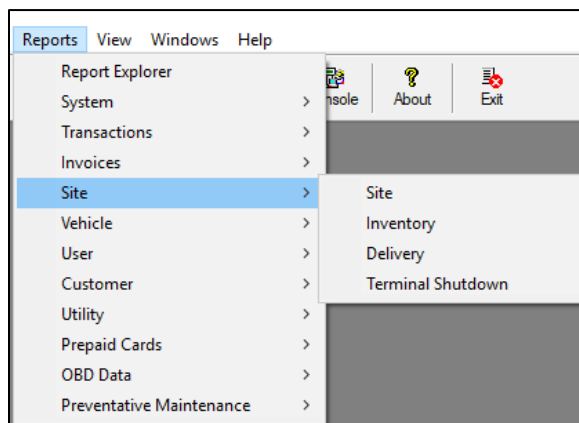 Reports View Windows Help
Report Explorer
nsole About Exit
System
Transactions
Invoices
Site
Site
Vehicle
Inventory
User
Delivery
Customer
Terminal Shutdown
Utility
Prepaid Cards
OBD Data
Preventative Maintenance